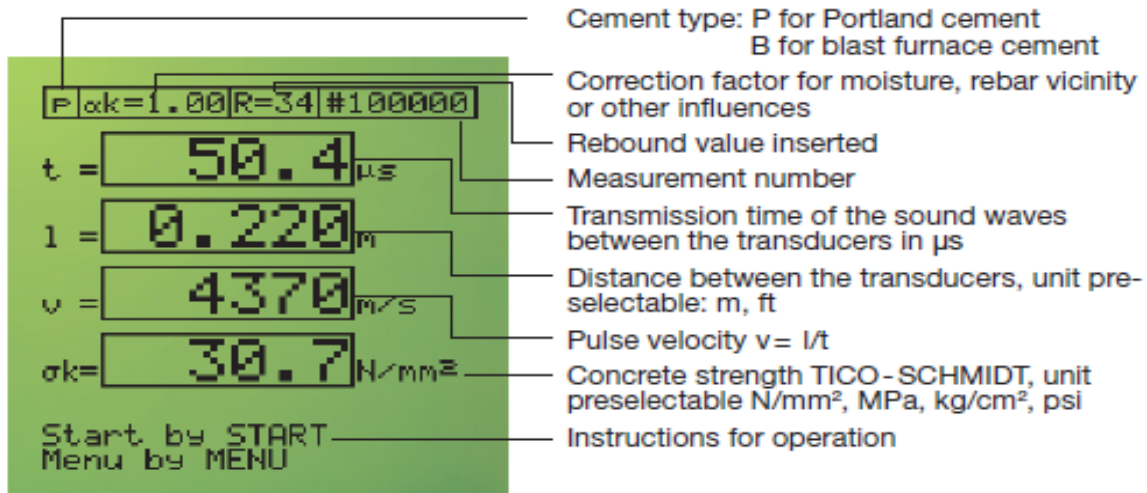 Cement type: P for Portland cement
B for blast furnace cement
Correction factor for moisture, rebar vicinity
or other influences
Rebound value inserted
Measurement number
Transmission time of the sound waves
between the transducers in µs
Distance between the transducers, unit pre-
selectable: m, ft
Pulse velocity v= l/t
Concrete strength TICO-SCHMIDT, unit
preselectable N/mm², MPa, kg/cm², psi
Instructions for operation
P αk=1.00 R=34 #100000
t = 50.4 µs
l = 0.220 m
v = 4370 m/s
σk= 30.7 N/mm²
Start by START
Menu by MENU